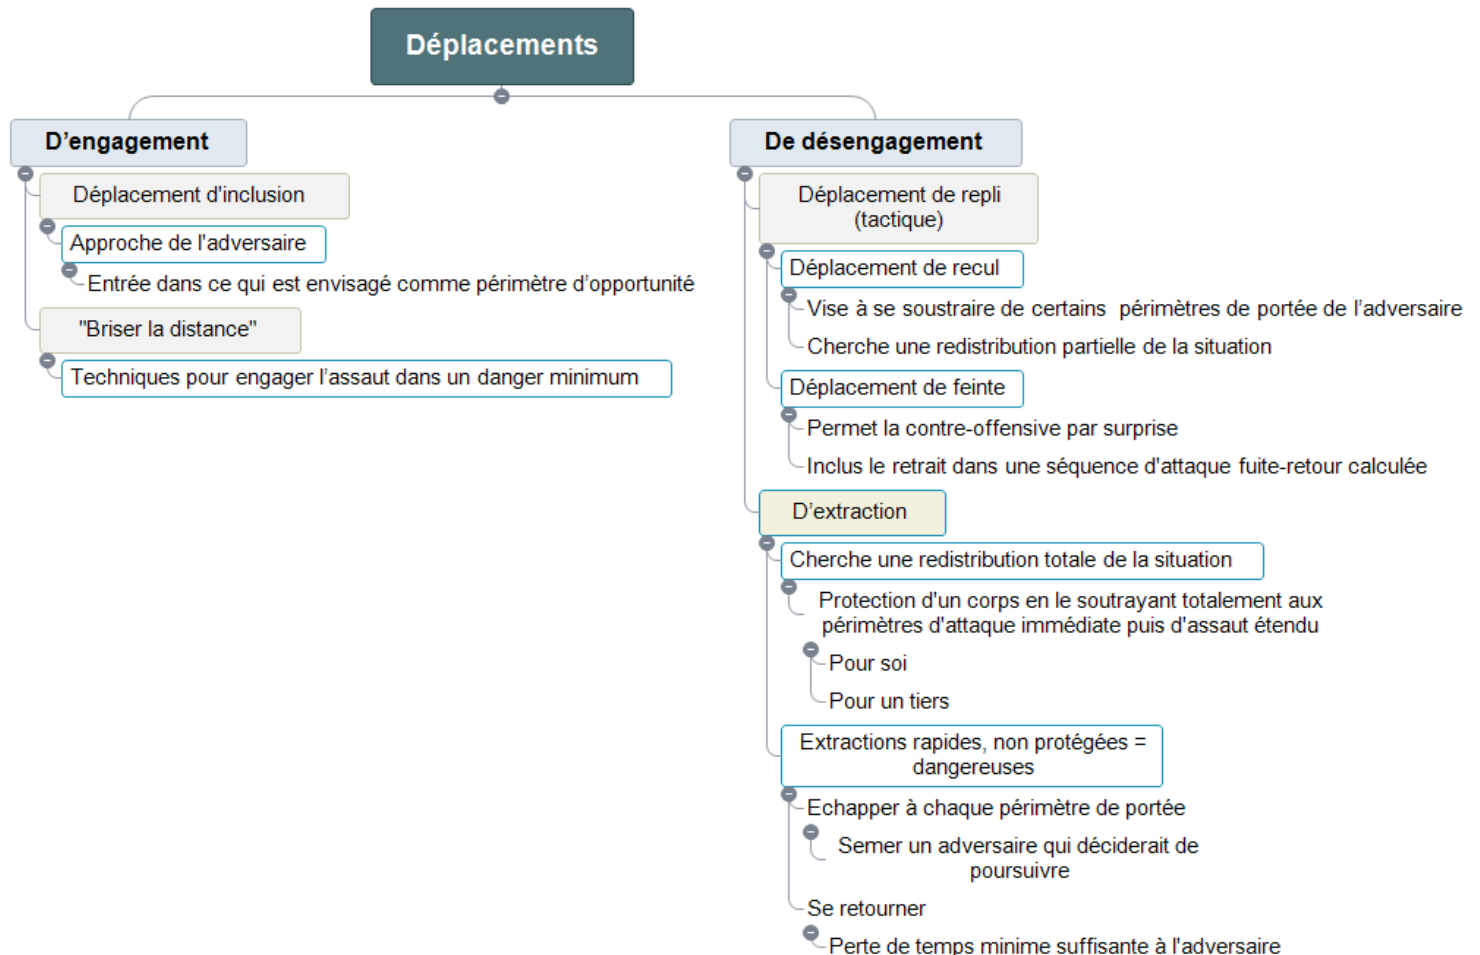 Déplacements
D’engagement
Déplacement d'inclusion
Approche de l'adversaire
Entrée dans ce qui est envisagé comme périmètre d’opportunité
"Briser la distance"
Techniques pour engager l’assaut dans un danger minimum
De désengagement
Déplacement de repli
(tactique)
Déplacement de recul
Vise à se soustraire de certains périmètres de portée de l’adversaire
Cherche une redistribution partielle de la situation
Déplacement de feinte
Permet la contre-offensive par surprise
Inclus le retrait dans une séquence d'attaque fuite-retour calculée
D’extraction
Cherche une redistribution totale de la situation
Protection d'un corps en le soutrayant totalement aux
périmètres d'attaque immédiate puis d'assaut étendu
Pour soi
Pour un tiers
Extractions rapides, non protégées =
dangereuses
Echapper à chaque périmètre de portée
Semer un adversaire qui déciderait de
poursuivre
Se retourner
Perte de temps minime suffisante à l'adversaire